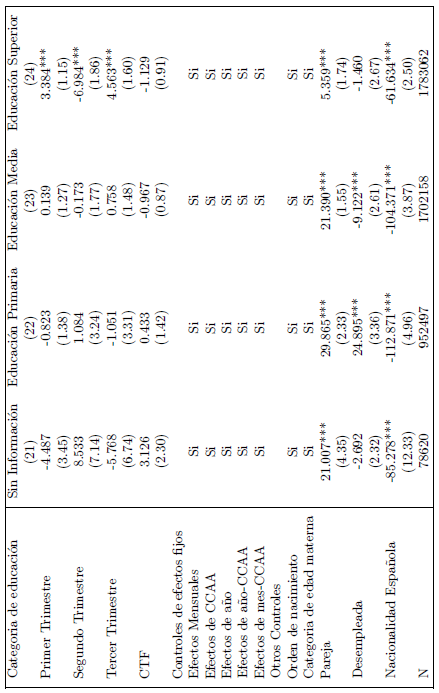 Categoria de educación Sin Información Educación Primaria Educación Media Educación Superior
(21) (22) (23) (24)
Primer Trimestre -4.487 -0.823 0.139 3.384***
(3.45) (1.38) (1.27) (1.15)
Segundo Trimestre 8.533 1.084 -0.173 -6.984***
(7.14) (3.24) (1.77) (1.86)
Tercer Trimestre -5.768 -1.051 0.758 4.563***
(6.74) (3.31) (1.48) (1.60)
CTF 3.126 0.433 -0.967 -1.129
(2.30) (1.42) (0.87) (0.91)
Controles de efectos fijos
Efectos Mensuales Si Si Si Si
Efectos de CCAA Si Si Si Si
Efectos de año Si Si Si Si
Efectos de año-CCAA Si Si Si Si
Efectos de mes-CCAA Si Si Si Si
Otros Controles
Orden de nacimiento Si Si Si Si
Categoria de edad materna Si Si Si Si
Pareja 21.007*** 29.865*** 21.390*** 5.359***
(4.35) (2.33) (1.55) (1.74)
Desempleada -2.692 24.895*** -9.122*** -1.460
(2.32) (3.36) (2.61) (2.67)
Nacionalidad Española -85.278*** -112.871*** -104.371*** -61.634***
(12.33) (4.96) (3.87) (2.50)
N 78620 952497 1702158 1783062